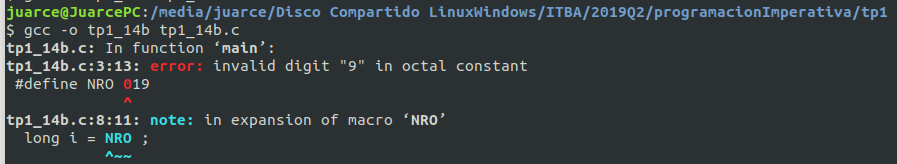 juarce@JuarcePC:/media/juarce/Disco Compartido LinuxWindows/ITBA/2019Q2/programacionImperativa/tp1
$ gcc -o tp1_14b tp1_14b.c
tp1_14b.c: In function ‘main’:
tp1_14b.c:3:13: error: invalid digit "9" in octal constant
 #define NRO 019
             ^
tp1_14b.c:8:11: note: in expansion of macro ‘NRO’
  long i = NRO ;
           ^~~